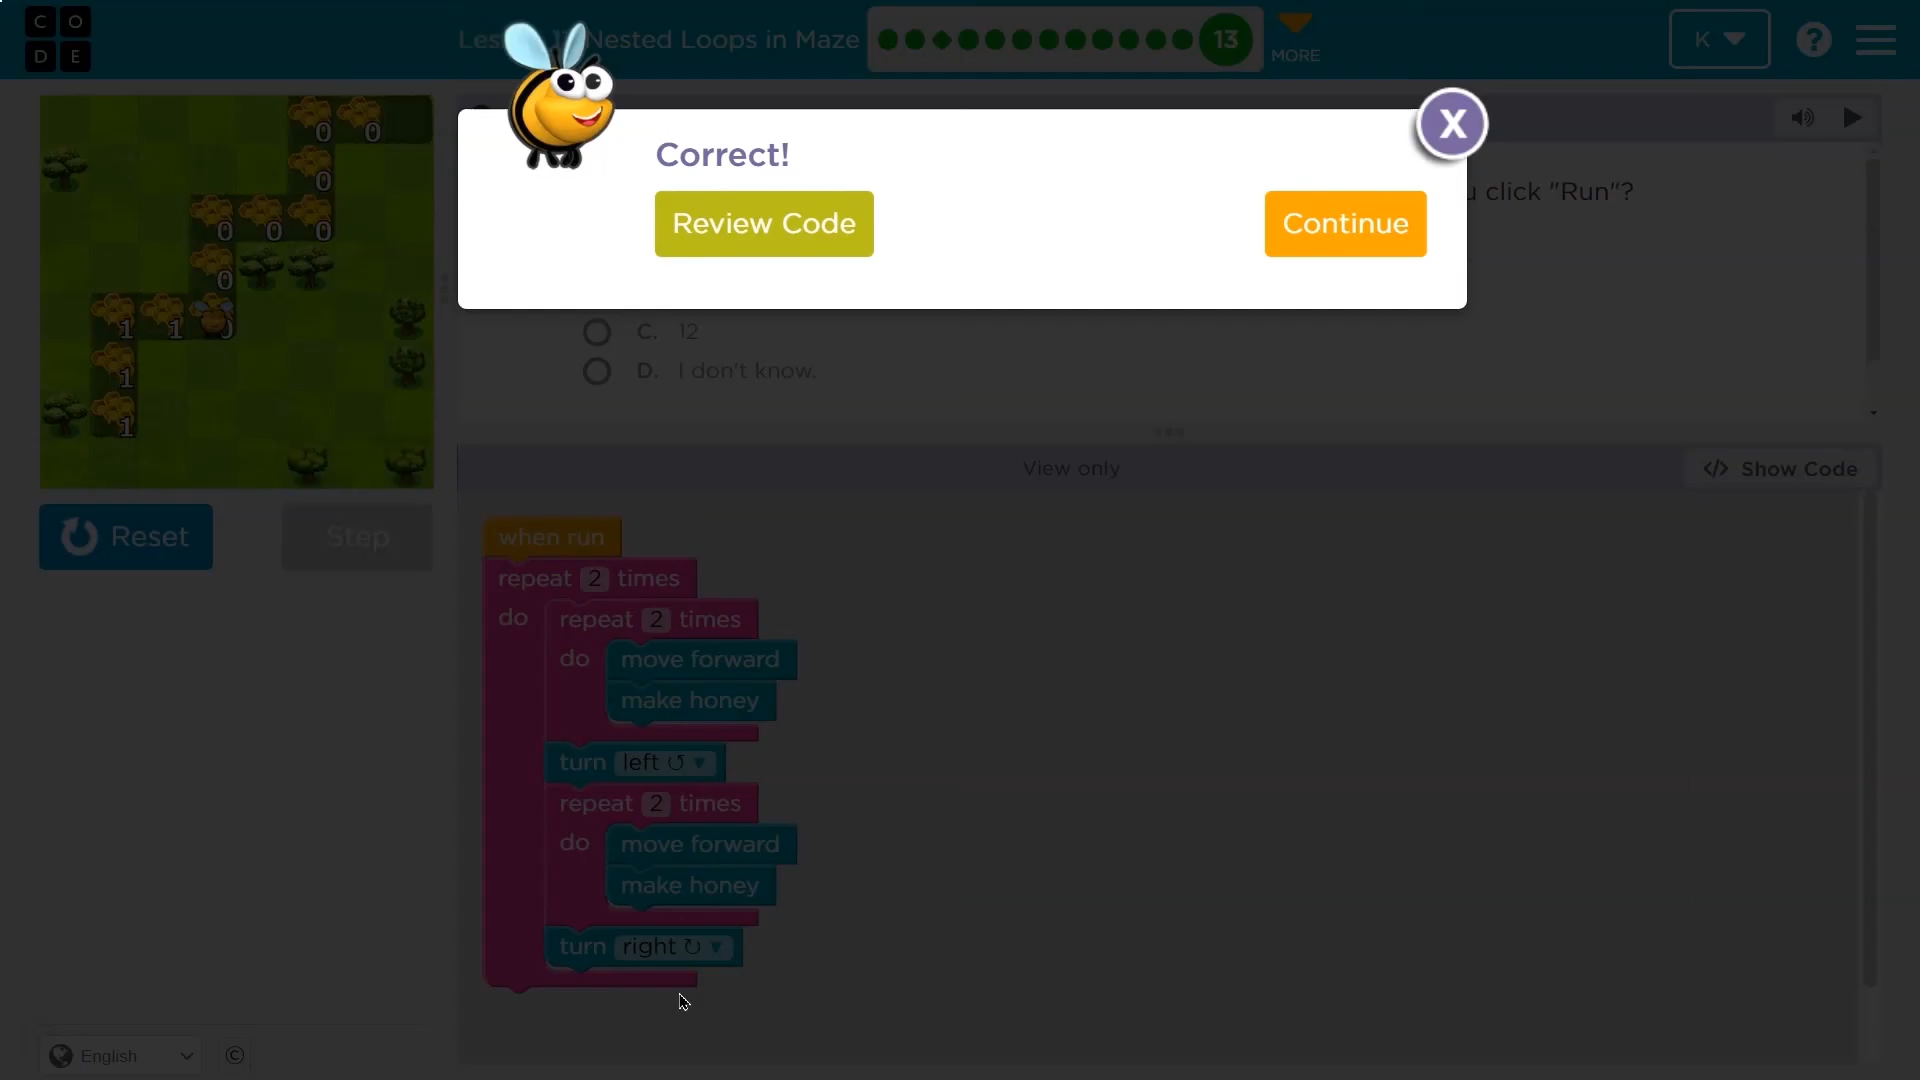 C O
D E
Nested Loops in Maze
13
MORE
K
?
Correct!
X
Review Code
Continue
click "Run"?
C. 12
D. I don't know.
0 0
0
0 0 0
0
1 1
1
1
Reset
Step
View only
</> Show Code
when run
repeat 2 times
do
repeat 2 times
do
move forward
make honey
turn left ↺ ▼
repeat 2 times
do
move forward
make honey
turn right ↻ ▼
English
©